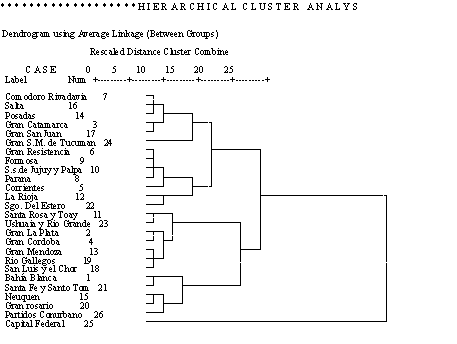 * * * * * * * * * * * * * * * * * * * H I E R A R C H I C A L C L U S T E R A N A L Y S
Dendrogram using Average Linkage (Between Groups)
Rescaled Distance Cluster Combine
C A S E 0 5 10 15 20 25
Label Num +---------+---------+---------+---------+---------+
Comodoro Rivadavia 7
Salta 16
Posadas 14
Gran Catamarca 3
Gran San Juan 17
Gran S.M. de Tucuman 24
Gran Resistencia 6
Formosa 9
S.s.de Jujuy y Palpa 10
Parana 8
Corrientes 5
La Rioja 12
Sgo. Del Estero 22
Santa Rosa y Toay 11
Ushuaia y Rio Grande 23
Gran La Plata 2
Gran Cordoba 4
Gran Mendoza 13
Rio Gallegos 19
San Luis y el Chor 18
Bahia Blanca 1
Santa Fe y Santo Tom 21
Neuquen 15
Gran rosario 20
Partidos Conurbano 26
Capital Federal 25